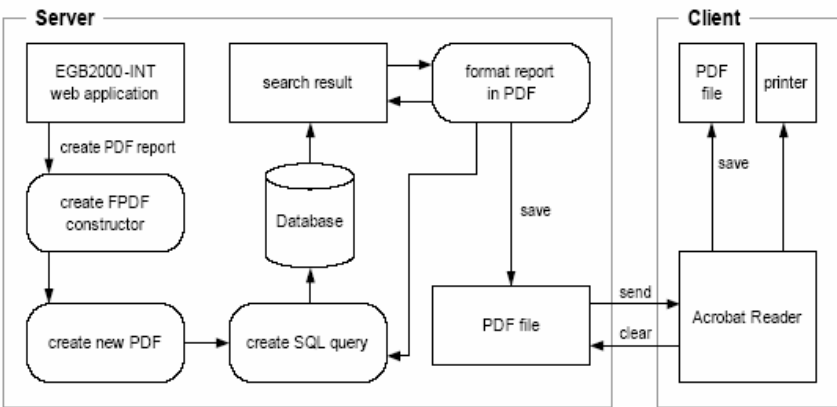 Server
Client
EGB2000-INT
web application
search result
format report
in PDF
PDF
file
printer
create PDF report
save
create FPDF
constructor
Database
save
send
create new PDF
create SQL query
PDF file
Acrobat Reader
clear